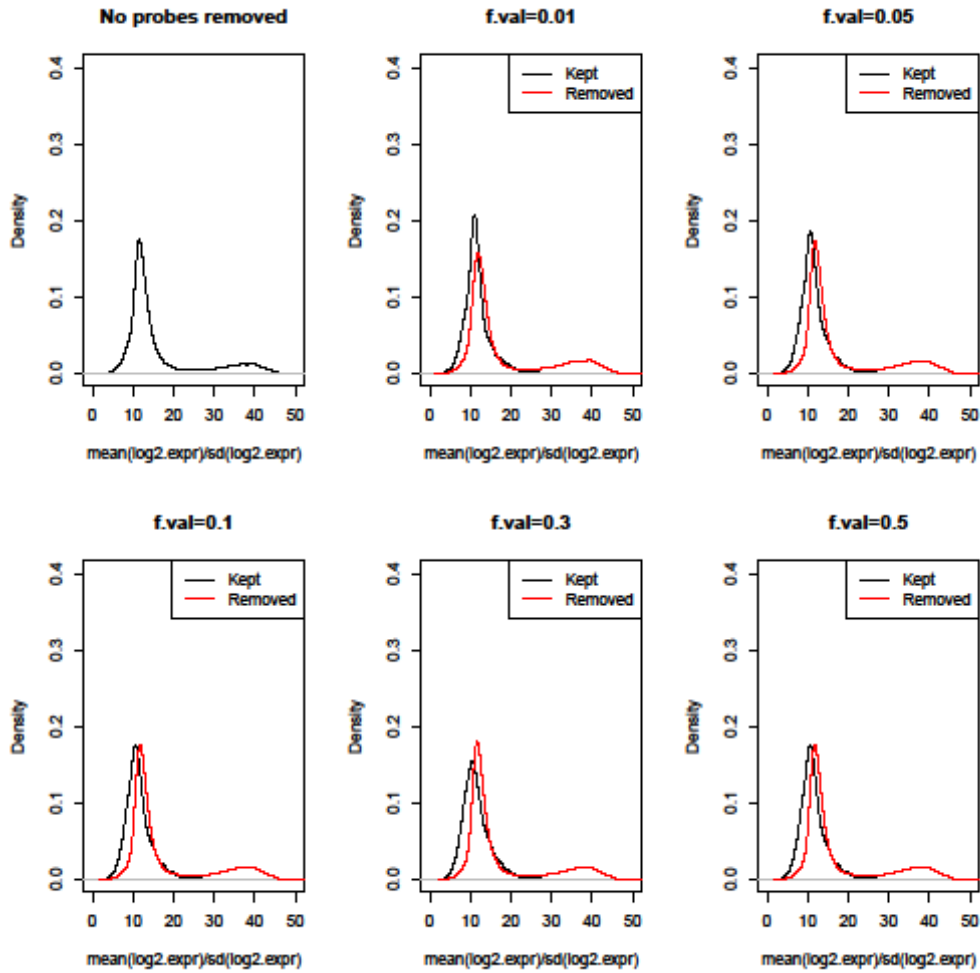 No probes removed
f.val=0.01
f.val=0.05
Density
0.0 0.1 0.2 0.3 0.4
0 10 20 30 40 50
mean(log2.expr)/sd(log2.expr)
Density
0.0 0.1 0.2 0.3 0.4
Kept
Removed
0 10 20 30 40 50
mean(log2.expr)/sd(log2.expr)
Density
0.0 0.1 0.2 0.3 0.4
Kept
Removed
0 10 20 30 40 50
mean(log2.expr)/sd(log2.expr)
f.val=0.1
f.val=0.3
f.val=0.5
Density
0.0 0.1 0.2 0.3 0.4
Kept
Removed
0 10 20 30 40 50
mean(log2.expr)/sd(log2.expr)
Density
0.0 0.1 0.2 0.3 0.4
Kept
Removed
0 10 20 30 40 50
mean(log2.expr)/sd(log2.expr)
Density
0.0 0.1 0.2 0.3 0.4
Kept
Removed
0 10 20 30 40 50
mean(log2.expr)/sd(log2.expr)